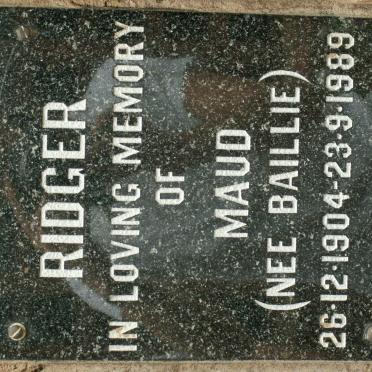 RIDGER
IN LOVING MEMORY
OF
MAUD
(NEE BAILLIE)
26·12·1904-23·9·1989